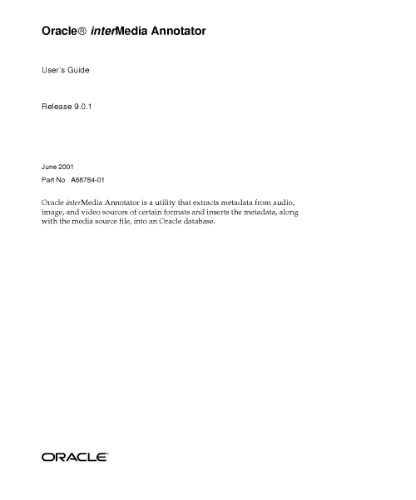 Oracle® interMedia Annotator
User's Guide
Release 9.0.1
June 2001
Part No. A88784-01
Oracle interMedia Annotator is a utility that extracts metadata from audio,
image, and video sources of certain formats and inserts the metadata, along
with the media source file, into an Oracle database.
ORACLE®